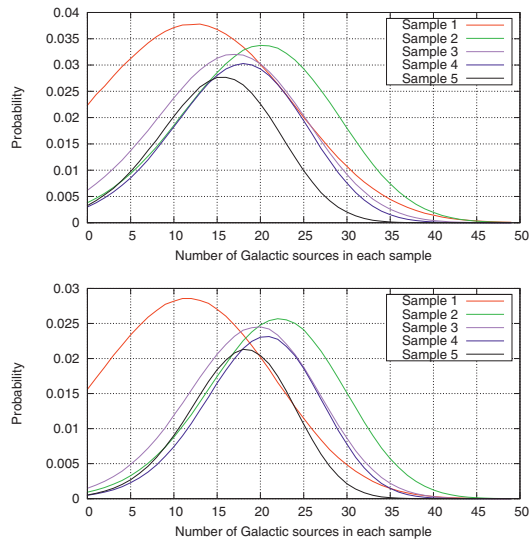 0.04
0.035
0.03
0.025
0.02
0.015
0.01
0.005
0
Probability
Sample 1
Sample 2
Sample 3
Sample 4
Sample 5
0 5 10 15 20 25 30 35 40 45 50
Number of Galactic sources in each sample
0.03
0.025
0.02
0.015
0.01
0.005
0
Probability
Sample 1
Sample 2
Sample 3
Sample 4
Sample 5
0 5 10 15 20 25 30 35 40 45 50
Number of Galactic sources in each sample